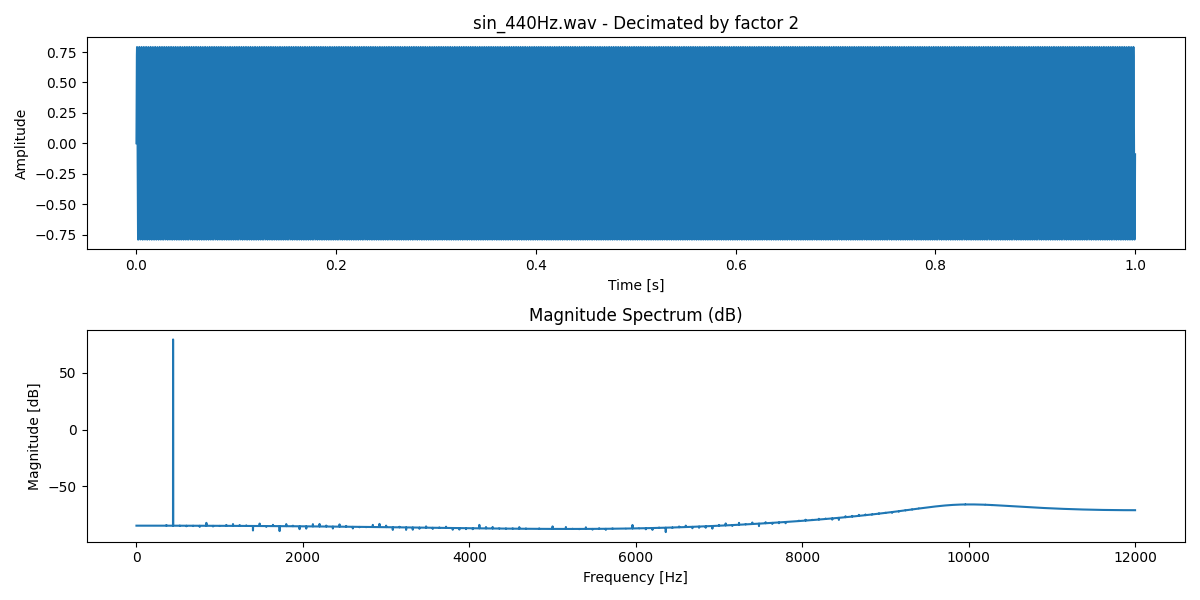 sin_440Hz.wav - Decimated by factor 2
0.75
0.50
0.25
0.00
−0.25
−0.50
−0.75
Amplitude
0.0 0.2 0.4 0.6 0.8 1.0
Time [s]
Magnitude Spectrum (dB)
50
0
−50
Magnitude [dB]
0 2000 4000 6000 8000 10000 12000
Frequency [Hz]